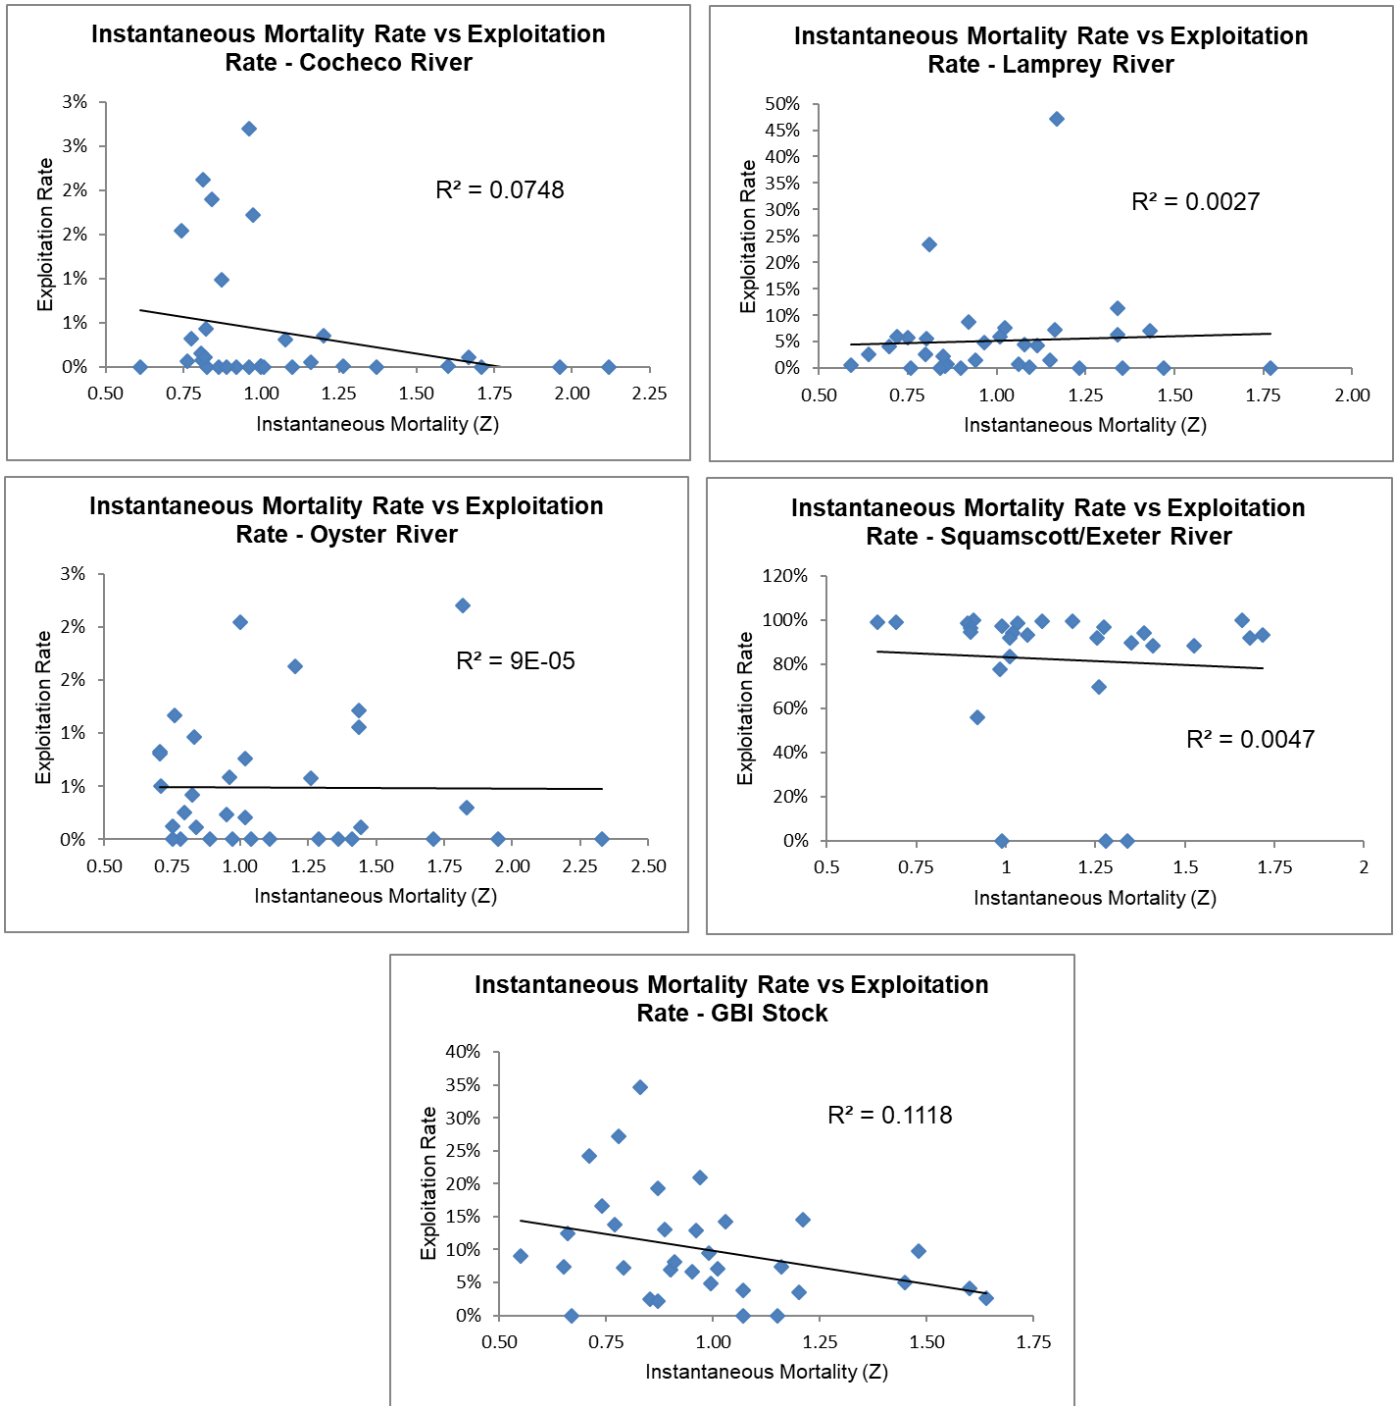 Instantaneous Mortality Rate vs Exploitation
Rate - Cocheco River
3%
3%
2%
2%
1%
1%
0%
Exploitation Rate
R² = 0.0748
0.50 0.75 1.00 1.25 1.50 1.75 2.00 2.25
Instantaneous Mortality (Z)
Instantaneous Mortality Rate vs Exploitation
Rate - Lamprey River
50%
45%
40%
35%
30%
25%
20%
15%
10%
5%
0%
Exploitation Rate
R² = 0.0027
0.50 0.75 1.00 1.25 1.50 1.75 2.00
Instantaneous Mortality (Z)
Instantaneous Mortality Rate vs Exploitation
Rate - Oyster River
3%
2%
2%
1%
1%
0%
Exploitation Rate
R² = 9E-05
0.50 0.75 1.00 1.25 1.50 1.75 2.00 2.25 2.50
Instantaneous Mortality (Z)
Instantaneous Mortality Rate vs Exploitation
Rate - Squamscott/Exeter River
120%
100%
80%
60%
40%
20%
0%
Exploitation Rate
R² = 0.0047
0.5 0.75 1 1.25 1.5 1.75 2
Instantaneous Mortality (Z)
Instantaneous Mortality Rate vs Exploitation
Rate - GBI Stock
40%
35%
30%
25%
20%
15%
10%
5%
0%
Exploitation Rate
R² = 0.1118
0.50 0.75 1.00 1.25 1.50 1.75
Instantaneous Mortality (Z)